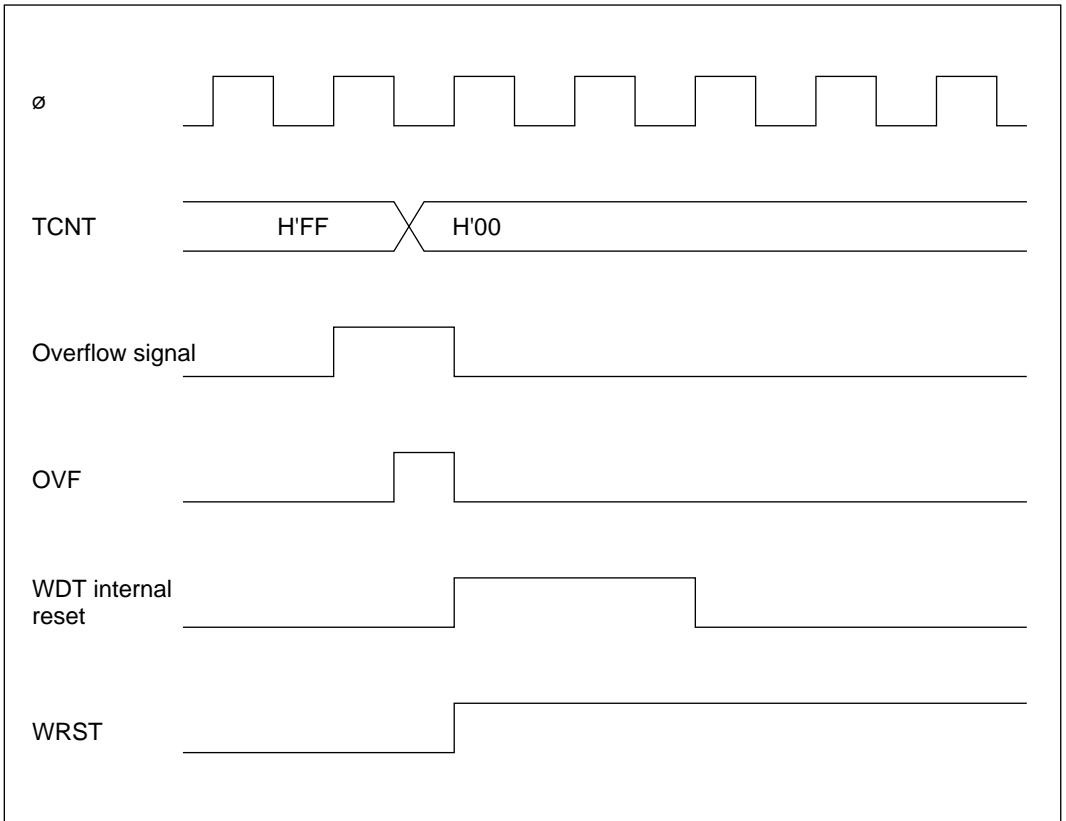 ø
TCNT
H'FF
H'00
Overflow signal
OVF
WDT internal
reset
WRST